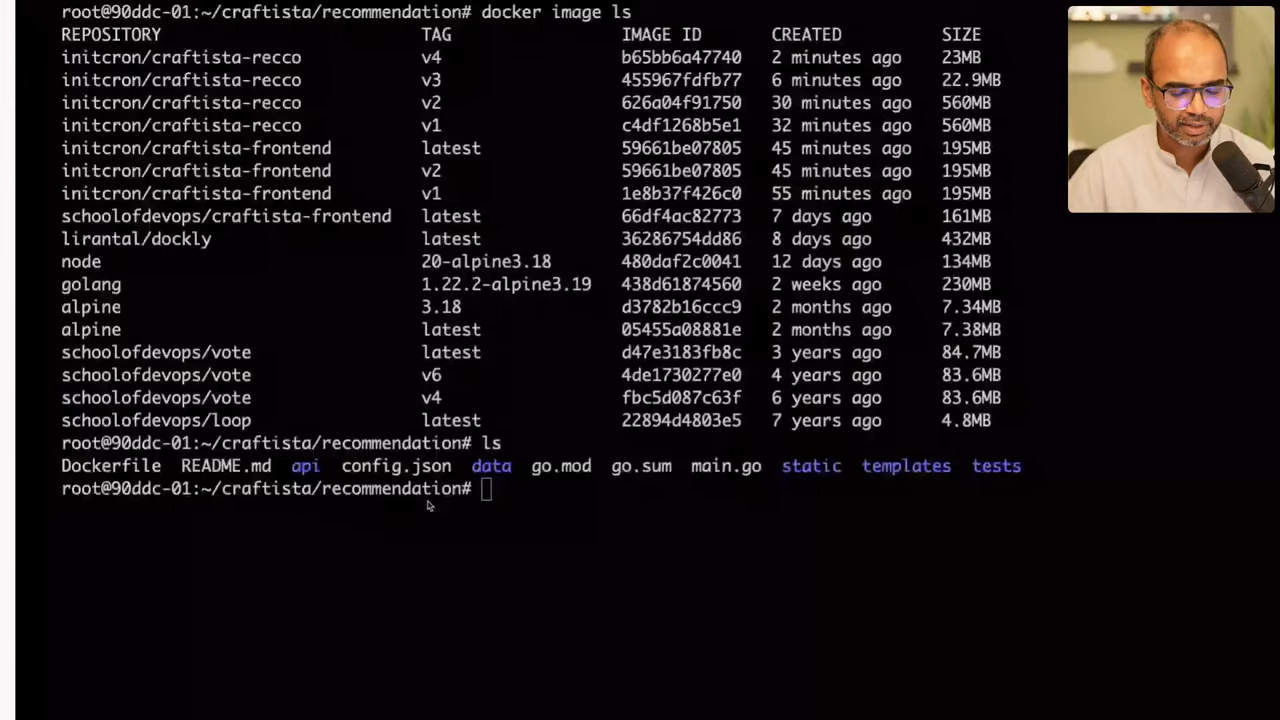 root@90ddc-01:~/craftista/recommendation# docker image ls
REPOSITORY TAG IMAGE ID CREATED SIZE
initcron/craftista-recco v4 b65bb6a47740 2 minutes ago 23MB
initcron/craftista-recco v3 455967fdfb77 6 minutes ago 22.9MB
initcron/craftista-recco v2 626a04f91750 30 minutes ago 560MB
initcron/craftista-recco v1 c4df1268b5e1 32 minutes ago 560MB
initcron/craftista-frontend latest 59661be07805 45 minutes ago 195MB
initcron/craftista-frontend v2 59661be07805 45 minutes ago 195MB
initcron/craftista-frontend v1 1e8b37f426c0 55 minutes ago 195MB
schoolofdevops/craftista-frontend latest 66df4ac82773 7 days ago 161MB
lirantal/dockly latest 36286754dd86 8 days ago 432MB
node 20-alpine3.18 480daf2c0041 12 days ago 134MB
golang 1.22.2-alpine3.19 438d61874560 2 weeks ago 230MB
alpine 3.18 d3782b16ccc9 2 months ago 7.34MB
alpine latest 05455a08881e 2 months ago 7.38MB
schoolofdevops/vote latest d47e3183fb8c 3 years ago 84.7MB
schoolofdevops/vote v6 4de1730277e0 4 years ago 83.6MB
schoolofdevops/vote v4 fbc5d087c63f 6 years ago 83.6MB
schoolofdevops/loop latest 22894d4803e5 7 years ago 4.8MB
root@90ddc-01:~/craftista/recommendation# ls
Dockerfile README.md api config.json data go.mod go.sum main.go static templates tests
root@90ddc-01:~/craftista/recommendation#